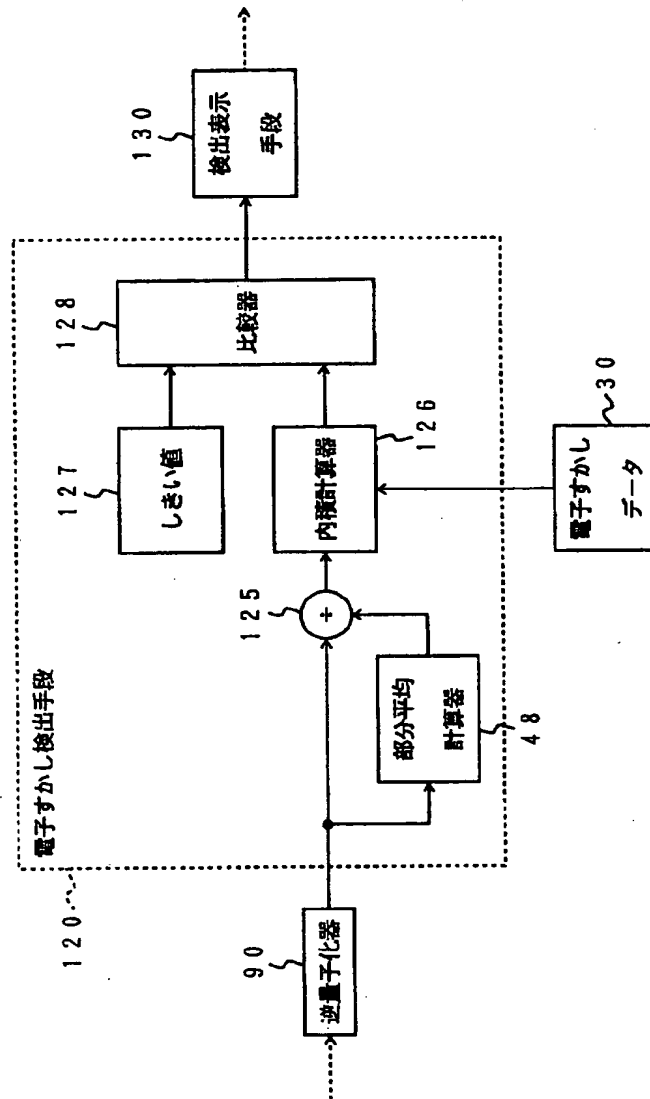 電子すかし検出手段
120
逆量子化器
90
部分平均
計算器
48
÷
125
しきい値
127
内積計算器
126
比較器
128
検出表示
手段
130
電子すかし
データ
30